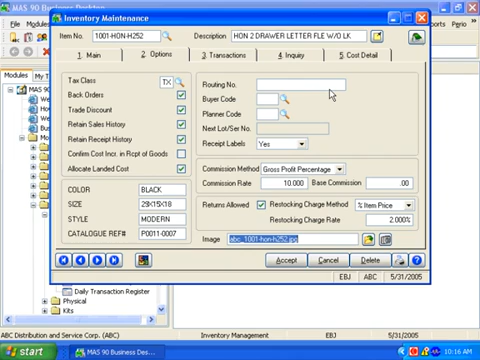 MAS 90 Business Desktop
Inventory Maintenance
File
Modules
Item No.
1001-HON-H252
Description
HON 2 DRAWER LETTER FLE W/O LK
1. Main
2. Options
3. Transactions
4. Inquiry
5. Cost Detail
Modules
Tax Class
TX
Back Orders
Trade Discount
Retain Sales History
Retain Receipt History
Confirm Cost Incr. in Rcpt of Goods
Allocate Landed Cost
Routing No.
Buyer Code
Planner Code
Next Lot/Ser No.
Receipt Labels
Yes
Commission Method
Gross Profit Percentage
Commission Rate
10.000
Base Commission
.00
COLOR
BLACK
SIZE
28X15X18
STYLE
MODERN
CATALOGUE REF#
P0011-0007
Returns Allowed
Restocking Charge Method
% Item Price
Restocking Charge Rate
2.000%
Image
abc_1001-hon-h252.jpg
Accept
Cancel
Delete
EBJ
ABC
5/31/2005
Daily Transaction Register
Physical
Kits
ABC Distribution and Service Corp. (ABC)
Inventory Management
EBJ
5/31/2005
start
MAS 90 Business Des...
10:16 AM